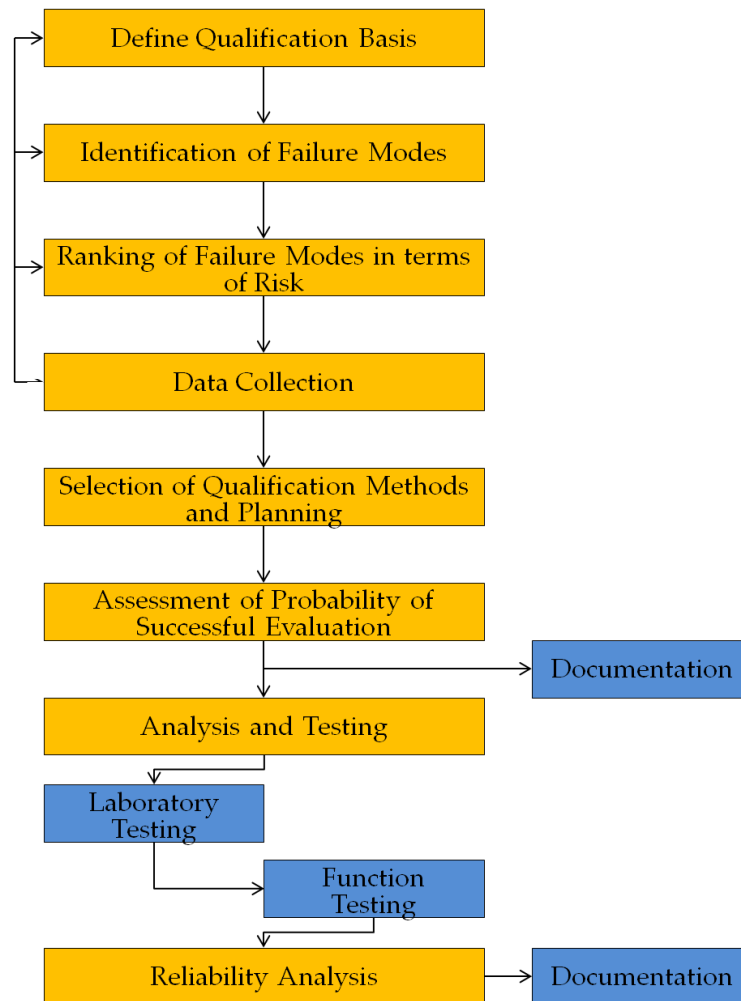 Define Qualification Basis
Identification of Failure Modes
Ranking of Failure Modes in terms
of Risk
Data Collection
Selection of Qualification Methods
and Planning
Assessment of Probability of
Successful Evaluation
Documentation
Analysis and Testing
Laboratory
Testing
Function
Testing
Reliability Analysis
Documentation